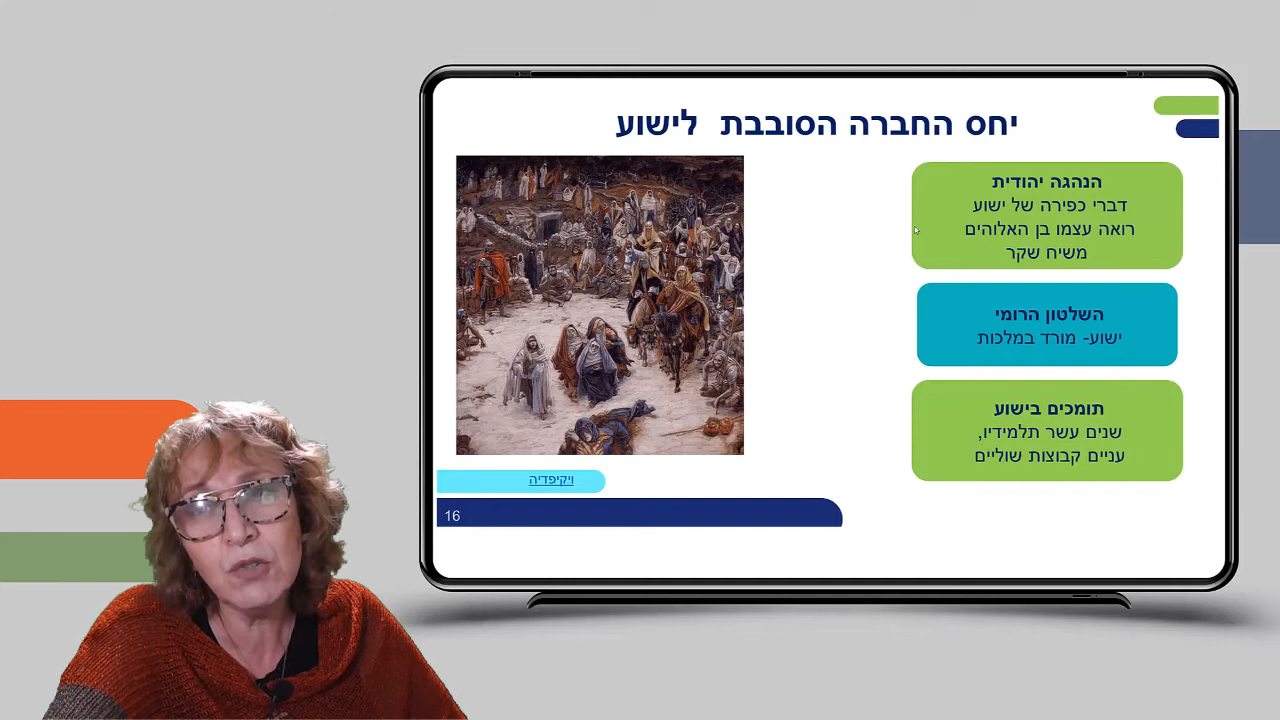 יחס החברה הסובבת לישוע
הנהגה יהודית
דברי כפירה של ישוע
רואה עצמו בן האלוהים
משיח שקר
השלטון הרומי
ישוע- מורד במלכות
תומכים בישוע
שנים עשר תלמידיו,
עניים קבוצות שוליים
ויקיפדיה
16